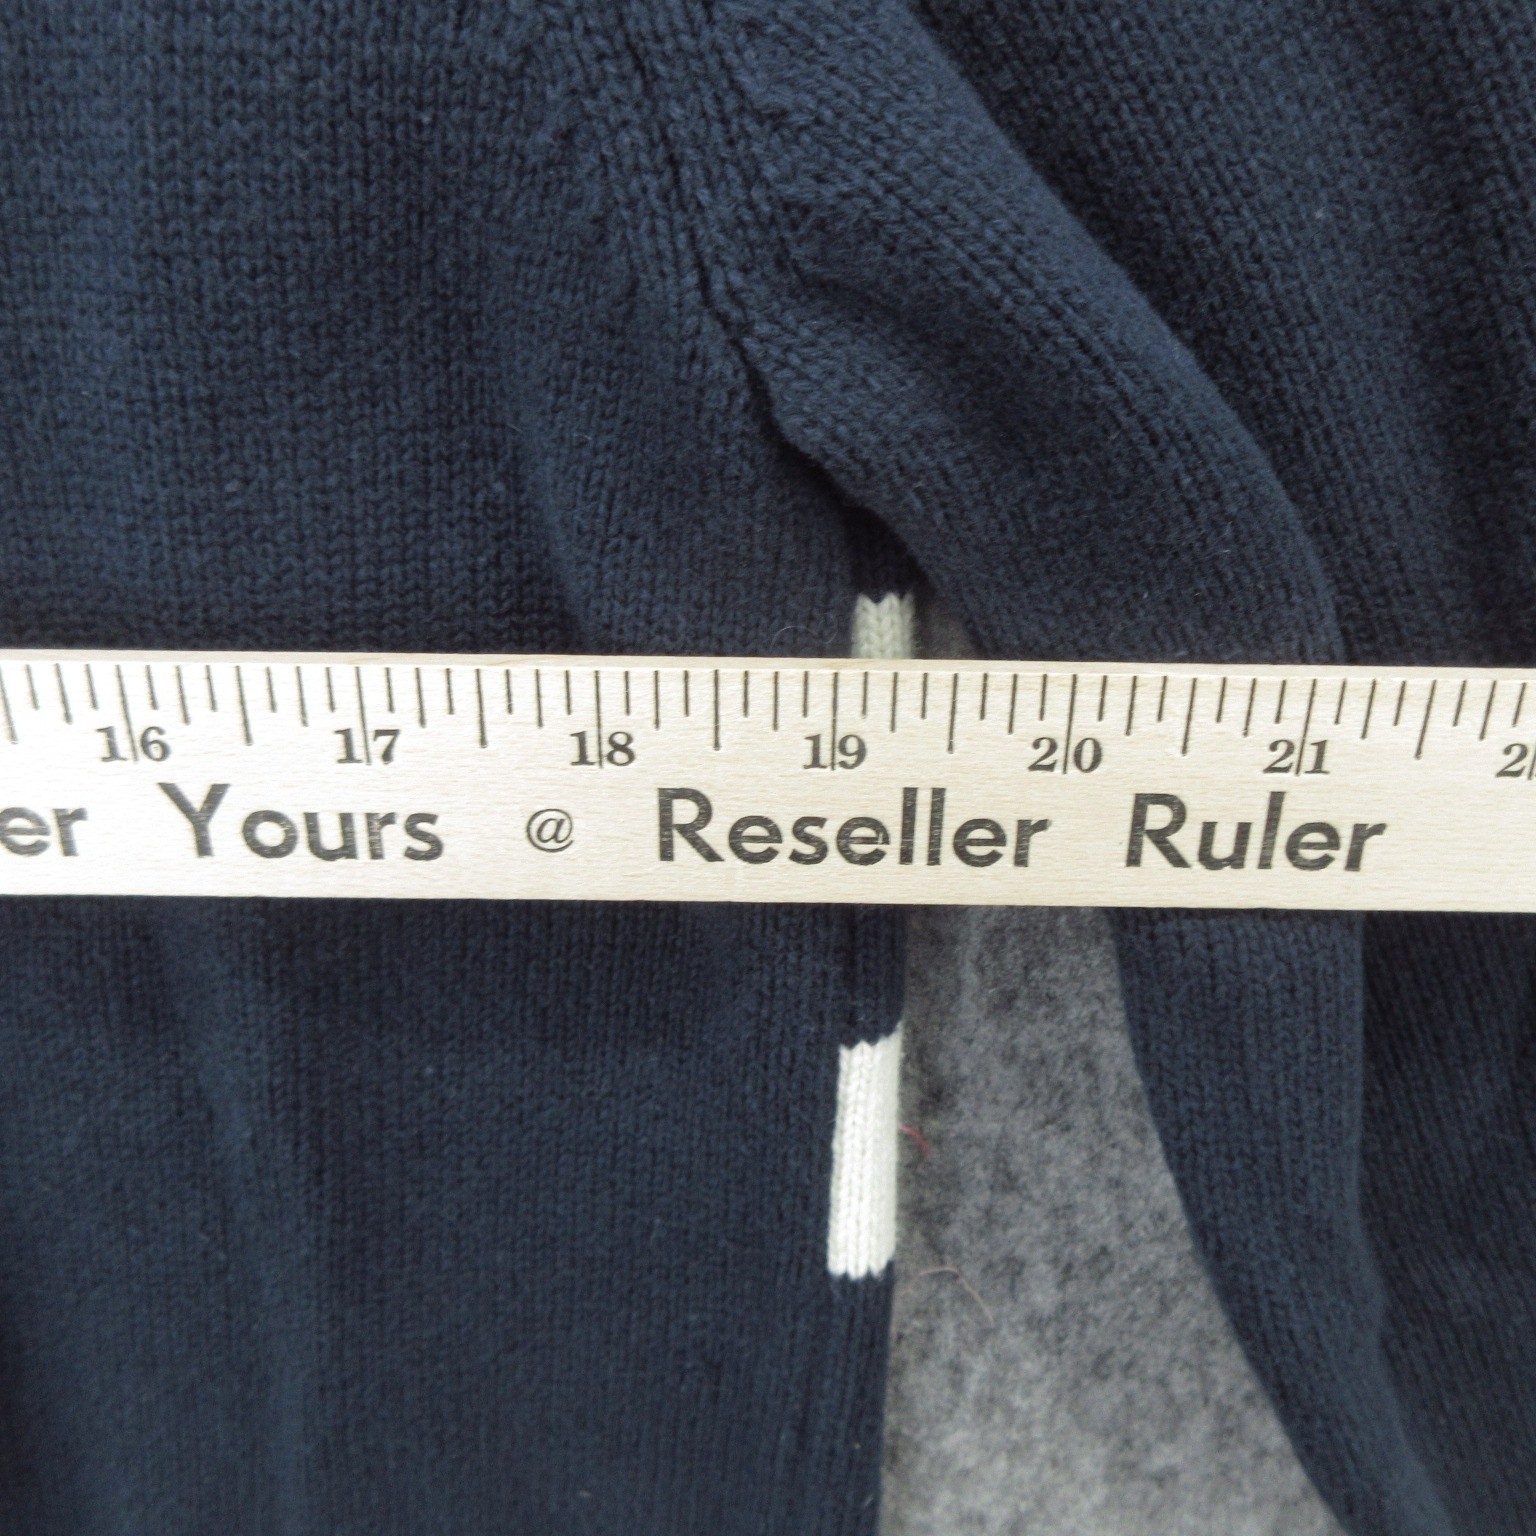 16 17 18 19 20 21
er Yours @ Reseller Ruler